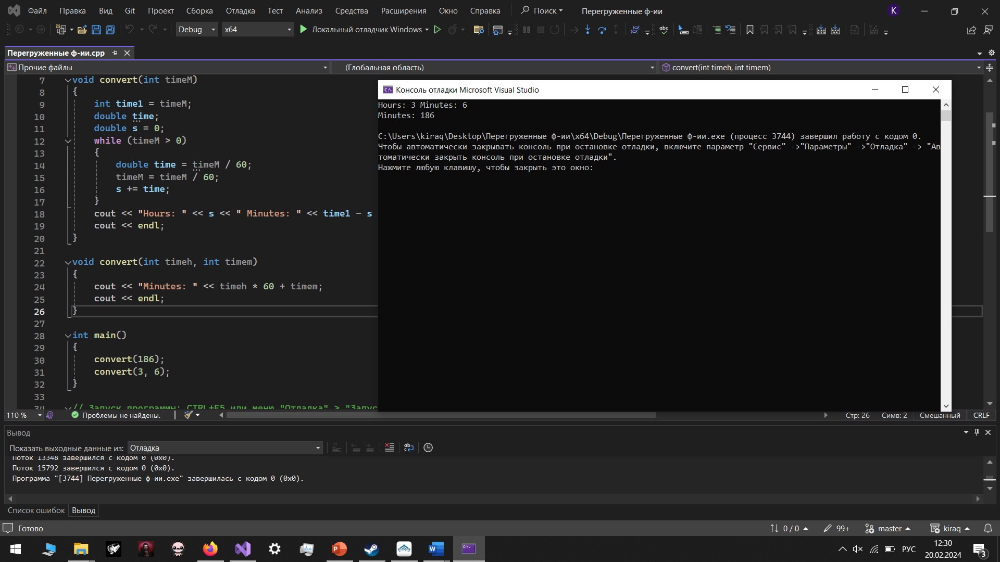 Файл Правка Вид Git Проект Сборка Отладка Тест Анализ Средства Расширения Окно Справка Поиск Перегруженные ф-ии K
Debug x64 Локальный отладчик Windows
Перегруженные ф-ии.cpp
Прочие файлы (Глобальная область) convert(int timeh, int timem)
7 void convert(int timeM)
8 {
9 int time1 = timeM;
10 double time;
11 double s = 0;
12 while (timeM > 0)
13 {
14 double time = timeM / 60;
15 timeM = timeM / 60;
16 s += time;
17 }
18 cout << "Hours: " << s << " Minutes: " << time1 - s
19 cout << endl;
20 }
21
22 void convert(int timeh, int timem)
23 {
24 cout << "Minutes: " << timeh * 60 + timem;
25 cout << endl;
26 }
27
28 int main()
29 {
30 convert(186);
31 convert(3, 6);
32 }
33
34 // Запуск программы: CTRL+F5 или меню "Отладка" > "Запус
Консоль отладки Microsoft Visual Studio
Hours: 3 Minutes: 6
Minutes: 186
C:\Users\kiraq\Desktop\Перегруженные ф-ии\x64\Debug\Перегруженные ф-ии.exe (процесс 3744) завершил работу с кодом 0.
Чтобы автоматически закрывать консоль при остановке отладки, включите параметр "Сервис" ->"Параметры" ->"Отладка" -> "Ав
томатически закрыть консоль при остановке отладки".
Нажмите любую клавишу, чтобы закрыть это окно:
110 % Проблемы не найдены. Стр: 26 Симв: 2 Смешанный CRLF
Вывод
Показать выходные данные из: Отладка
Поток 13348 завершился с кодом 0 (0x0).
Поток 15792 завершился с кодом 0 (0x0).
Программа "[3744] Перегруженные ф-ии.exe" завершилась с кодом 0 (0x0).
Список ошибок Вывод
Готово 0 / 0 99+ master kiraq
РУС 12:30
20.02.2024
3